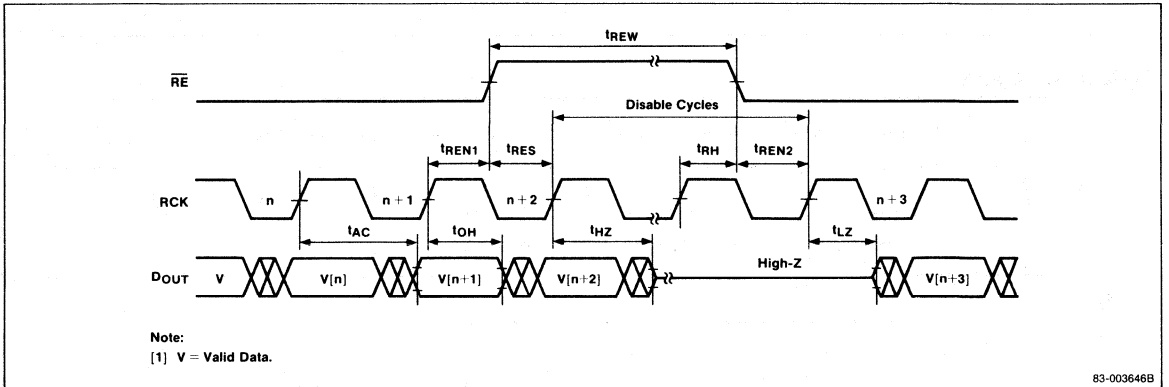 tREW
RE
Disable Cycles
tREN1 tRES tRH tREN2
RCK n n+1 n+2 n+3
tAC tOH tHZ tLZ
DOUT V V[n] V[n+1] V[n+2] High-Z V[n+3]
Note:
[1] V = Valid Data.
83-003646B